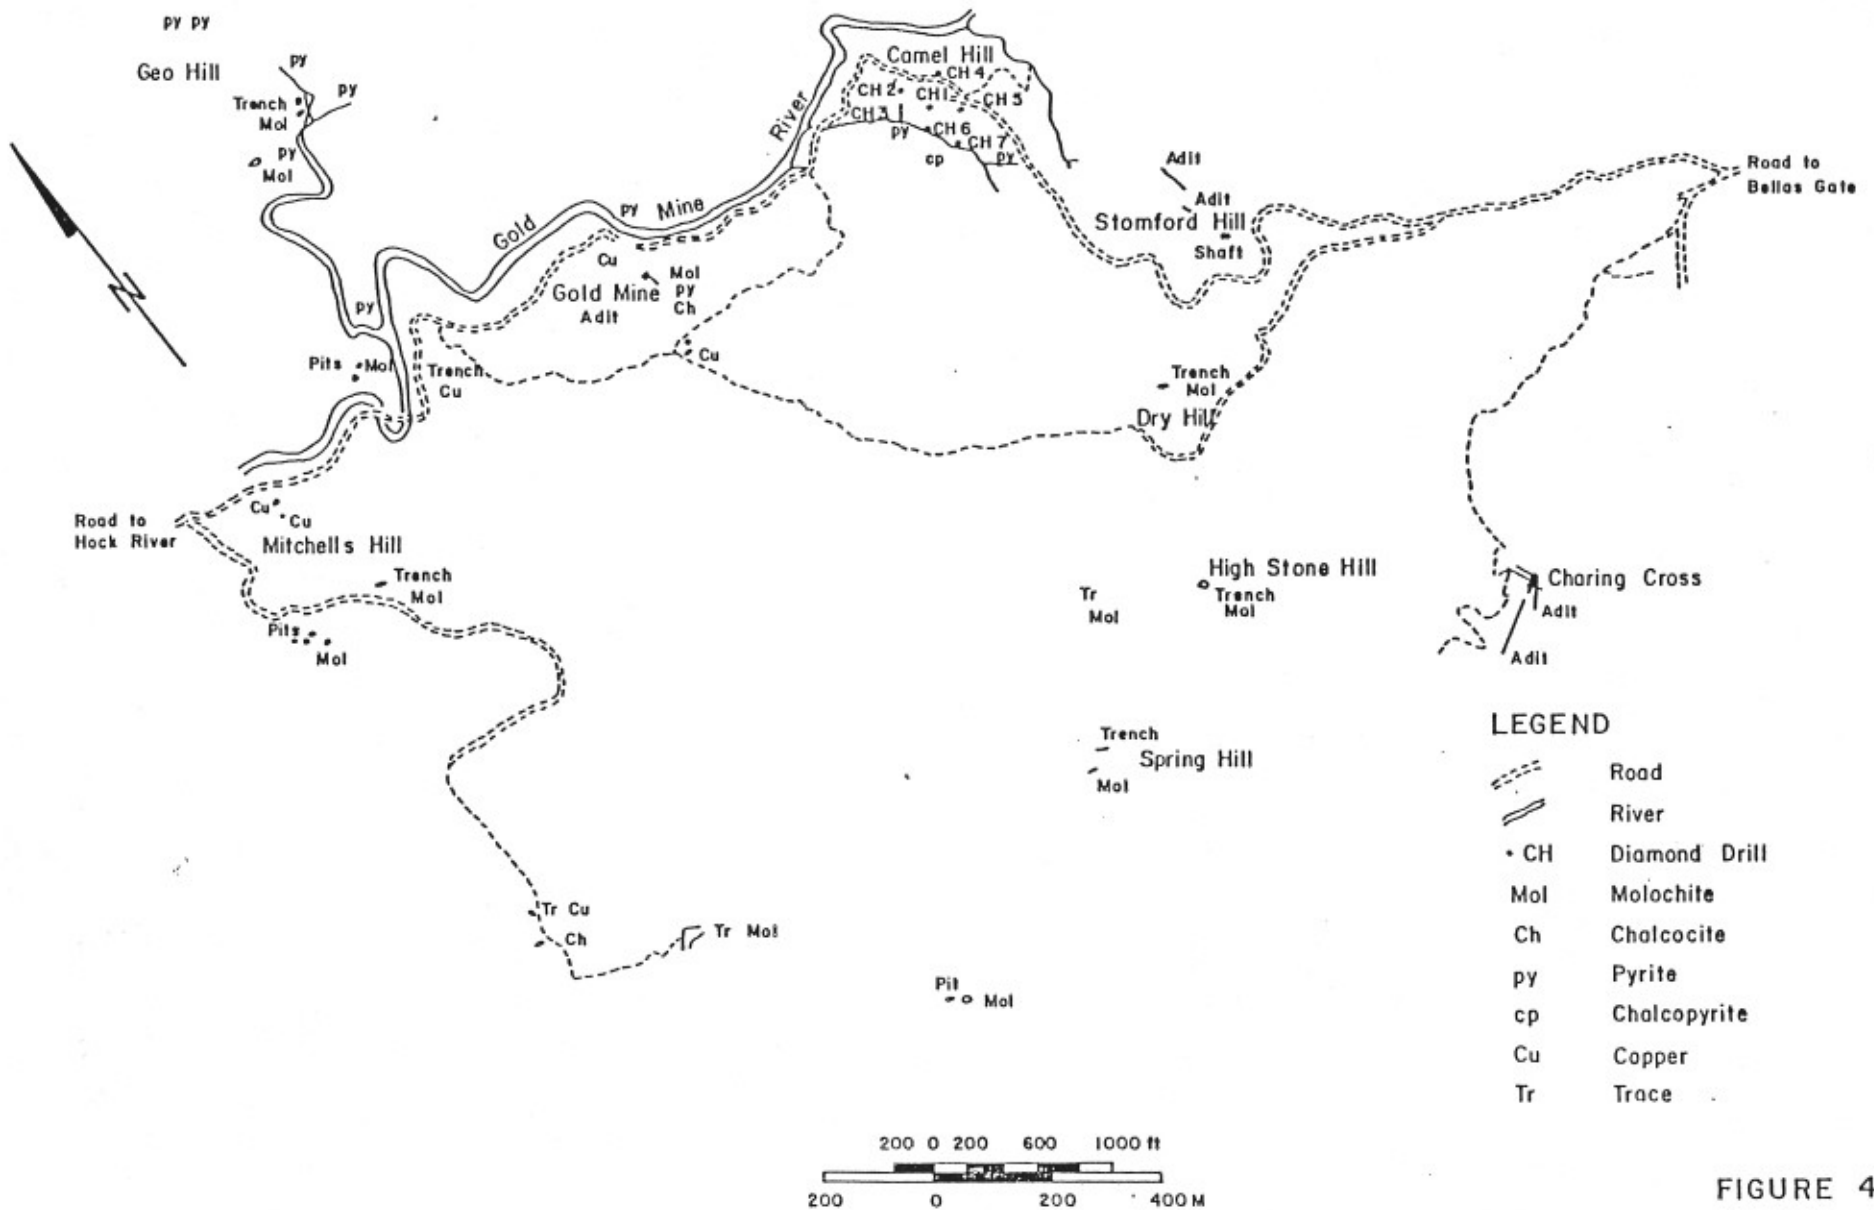 py py
Geo Hill
py
py
Trench
Mol
py
Mol
Camel Hill
CH 4
CH 2
CH 1
CH 5
CH 3
py
CH 6
CH 7
cp
py
River
Mine
py
Gold
Adit
Adit
Stomford Hill
Shaft
Road to
Bellas Gate
Cu
Mol
py
Ch
Gold Mine
Adit
py
Pits
Mol
Trench
Cu
Cu
Trench
Mol
Dry Hill
Road to
Hock River
Cu
Cu
Mitchells Hill
Trench
Mol
Pits
Mol
Tr
Mol
High Stone Hill
Trench
Mol
Charing Cross
Adit
Adit
Trench
Spring Hill
Mol
Tr Cu
Ch
Tr Mol
Pit
Mol
LEGEND
Road
River
CH Diamond Drill
Mol Molochite
Ch Chalcocite
py Pyrite
cp Chalcopyrite
Cu Copper
Tr Trace
200 0 200 600 1000 ft
200 0 200 400 M
FIGURE 4